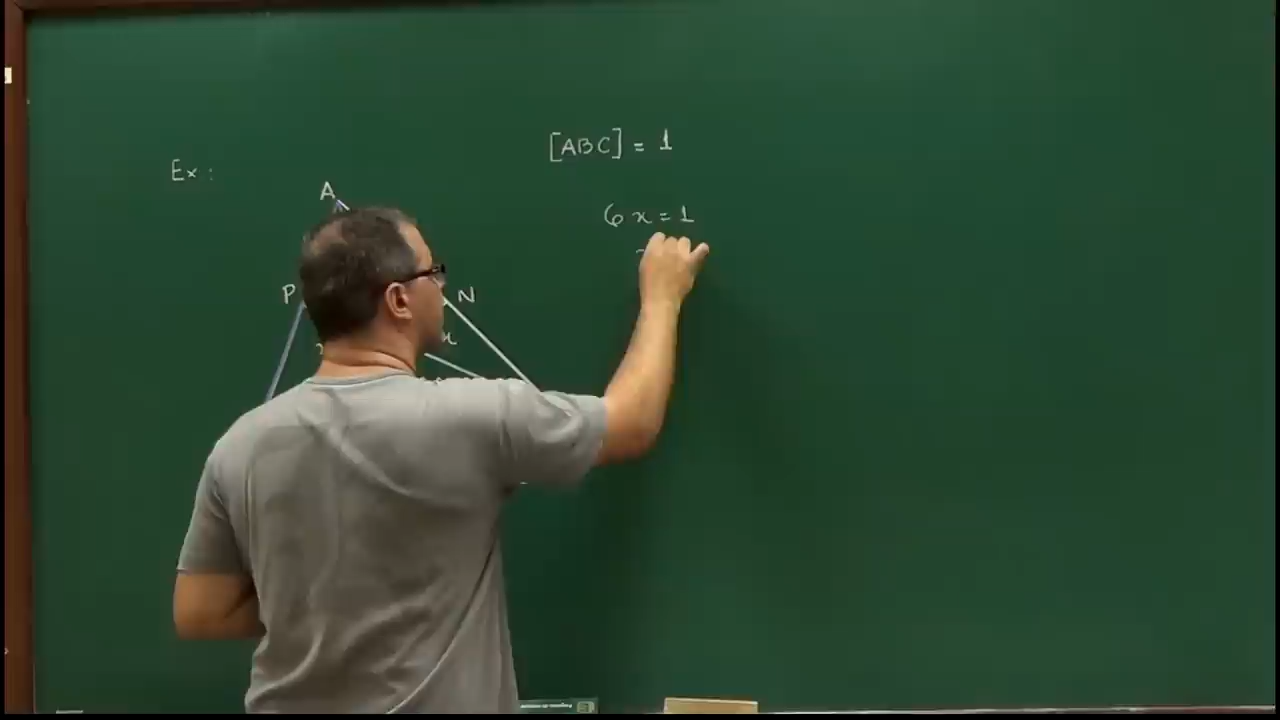 [ABC] = 1
Ex :
A
6x = 1
P
N
x